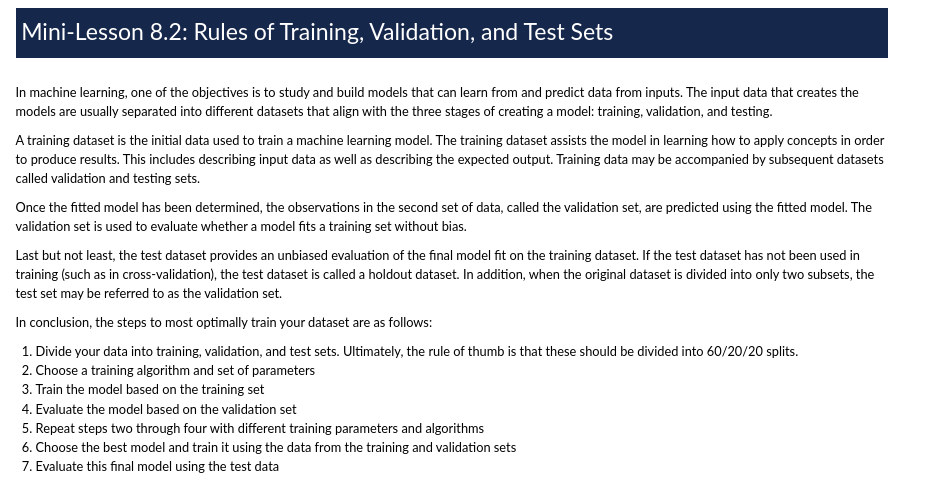 Mini-Lesson 8.2: Rules of Training, Validation, and Test Sets
In machine learning, one of the objectives is to study and build models that can learn from and predict data from inputs. The input data that creates the
models are usually separated into different datasets that align with the three stages of creating a model: training, validation, and testing.
A training dataset is the initial data used to train a machine learning model. The training dataset assists the model in learning how to apply concepts in order
to produce results. This includes describing input data as well as describing the expected output. Training data may be accompanied by subsequent datasets
called validation and testing sets.
Once the fitted model has been determined, the observations in the second set of data, called the validation set, are predicted using the fitted model. The
validation set is used to evaluate whether a model fits a training set without bias.
Last but not least, the test dataset provides an unbiased evaluation of the final model fit on the training dataset. If the test dataset has not been used in
training (such as in cross-validation), the test dataset is called a holdout dataset. In addition, when the original dataset is divided into only two subsets, the
test set may be referred to as the validation set.
In conclusion, the steps to most optimally train your dataset are as follows:
1. Divide your data into training, validation, and test sets. Ultimately, the rule of thumb is that these should be divided into 60/20/20 splits.
2. Choose a training algorithm and set of parameters
3. Train the model based on the training set
4. Evaluate the model based on the validation set
5. Repeat steps two through four with different training parameters and algorithms
6. Choose the best model and train it using the data from the training and validation sets
7. Evaluate this final model using the test data